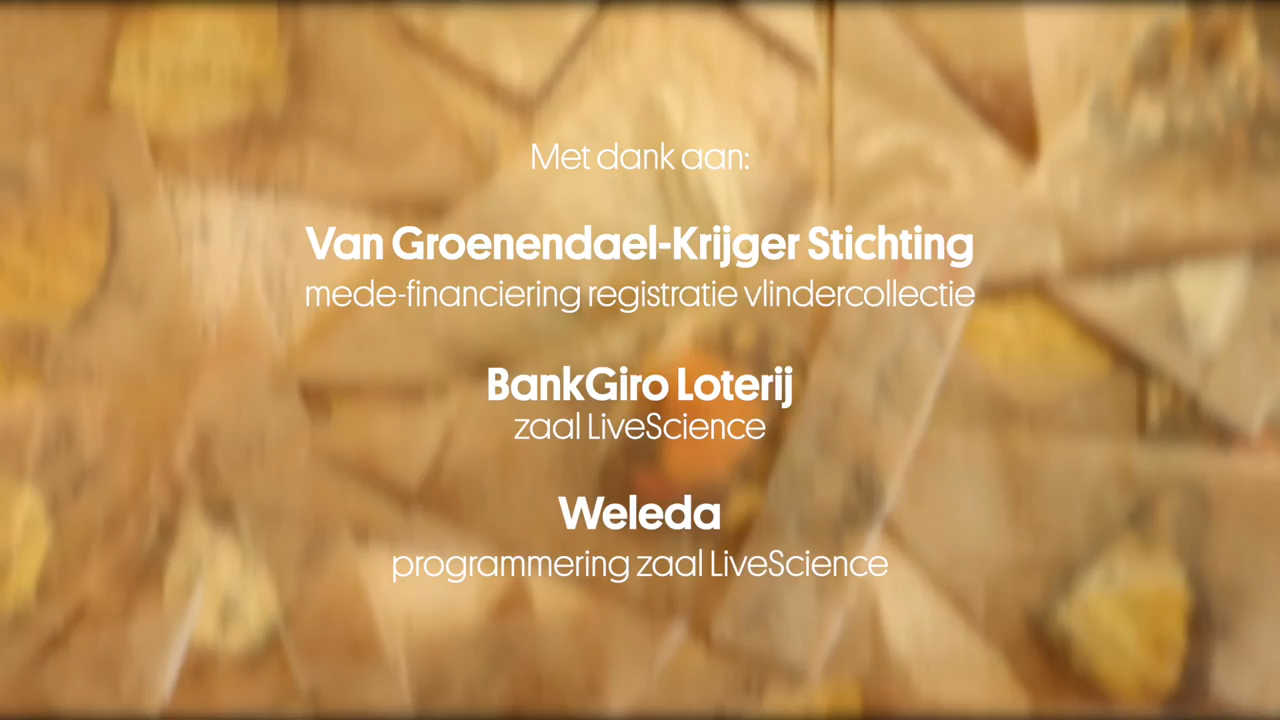 Met dank aan:
Van Groenendael-Krijger Stichting
mede-financiering registratie vlindercollectie
BankGiro Loterij
zaal LiveScience
Weleda
programmering zaal LiveScience